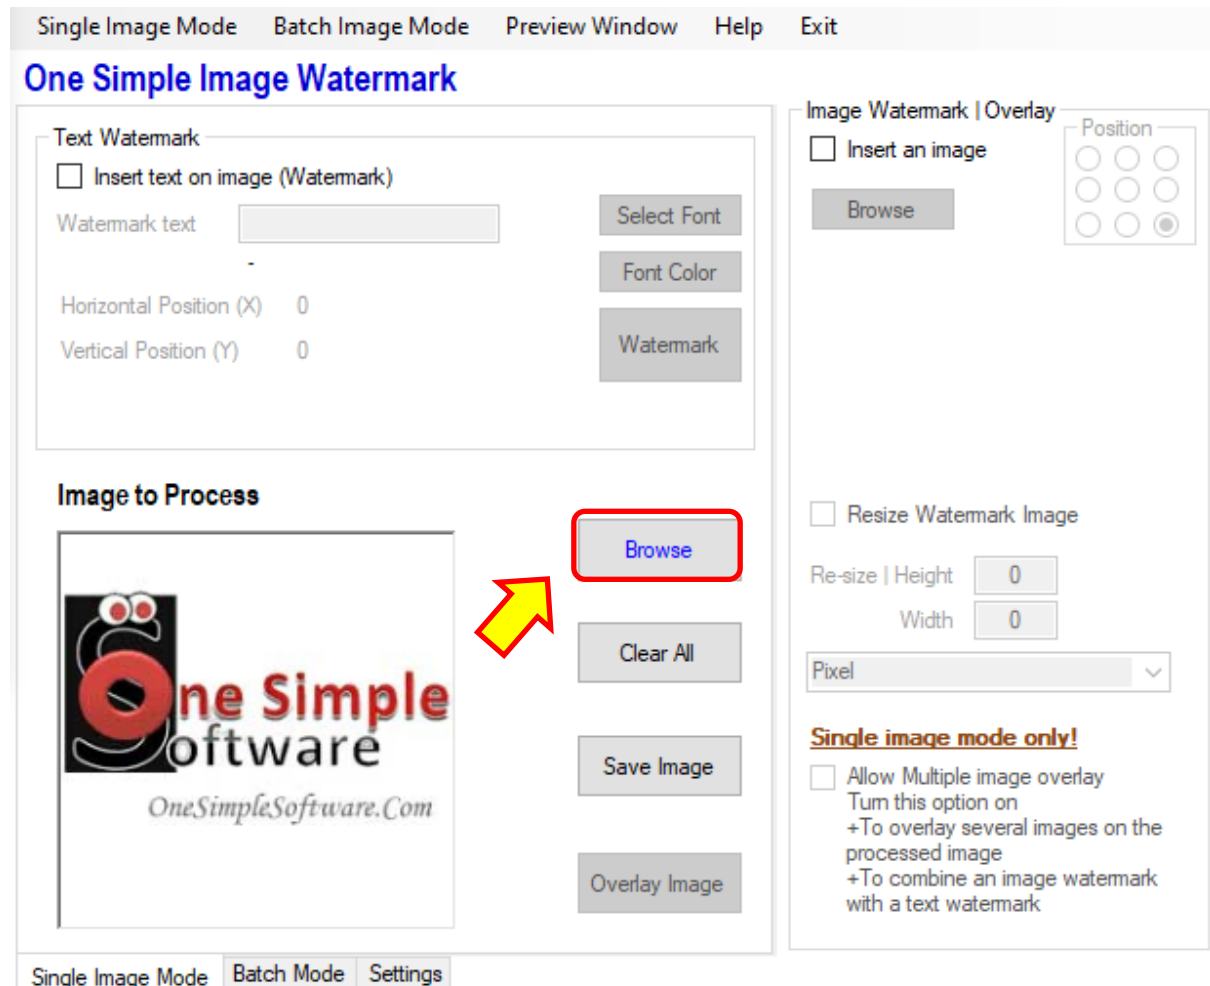 Single Image Mode Batch Image Mode Preview Window Help Exit
One Simple Image Watermark
Text Watermark
Insert text on image (Watermark)
Watermark text
Select Font
-
Font Color
Horizontal Position (X) 0
Vertical Position (Y) 0
Watermark
Image to Process
Browse
Clear All
Save Image
Overlay Image
One Simple
Software
OneSimpleSoftware.Com
Image Watermark | Overlay
Insert an image
Position
Browse
Resize Watermark Image
Re-size | Height 0
Width 0
Pixel
Single image mode only!
Allow Multiple image overlay
Turn this option on
+To overlay several images on the
processed image
+To combine an image watermark
with a text watermark
Single Image Mode Batch Mode Settings